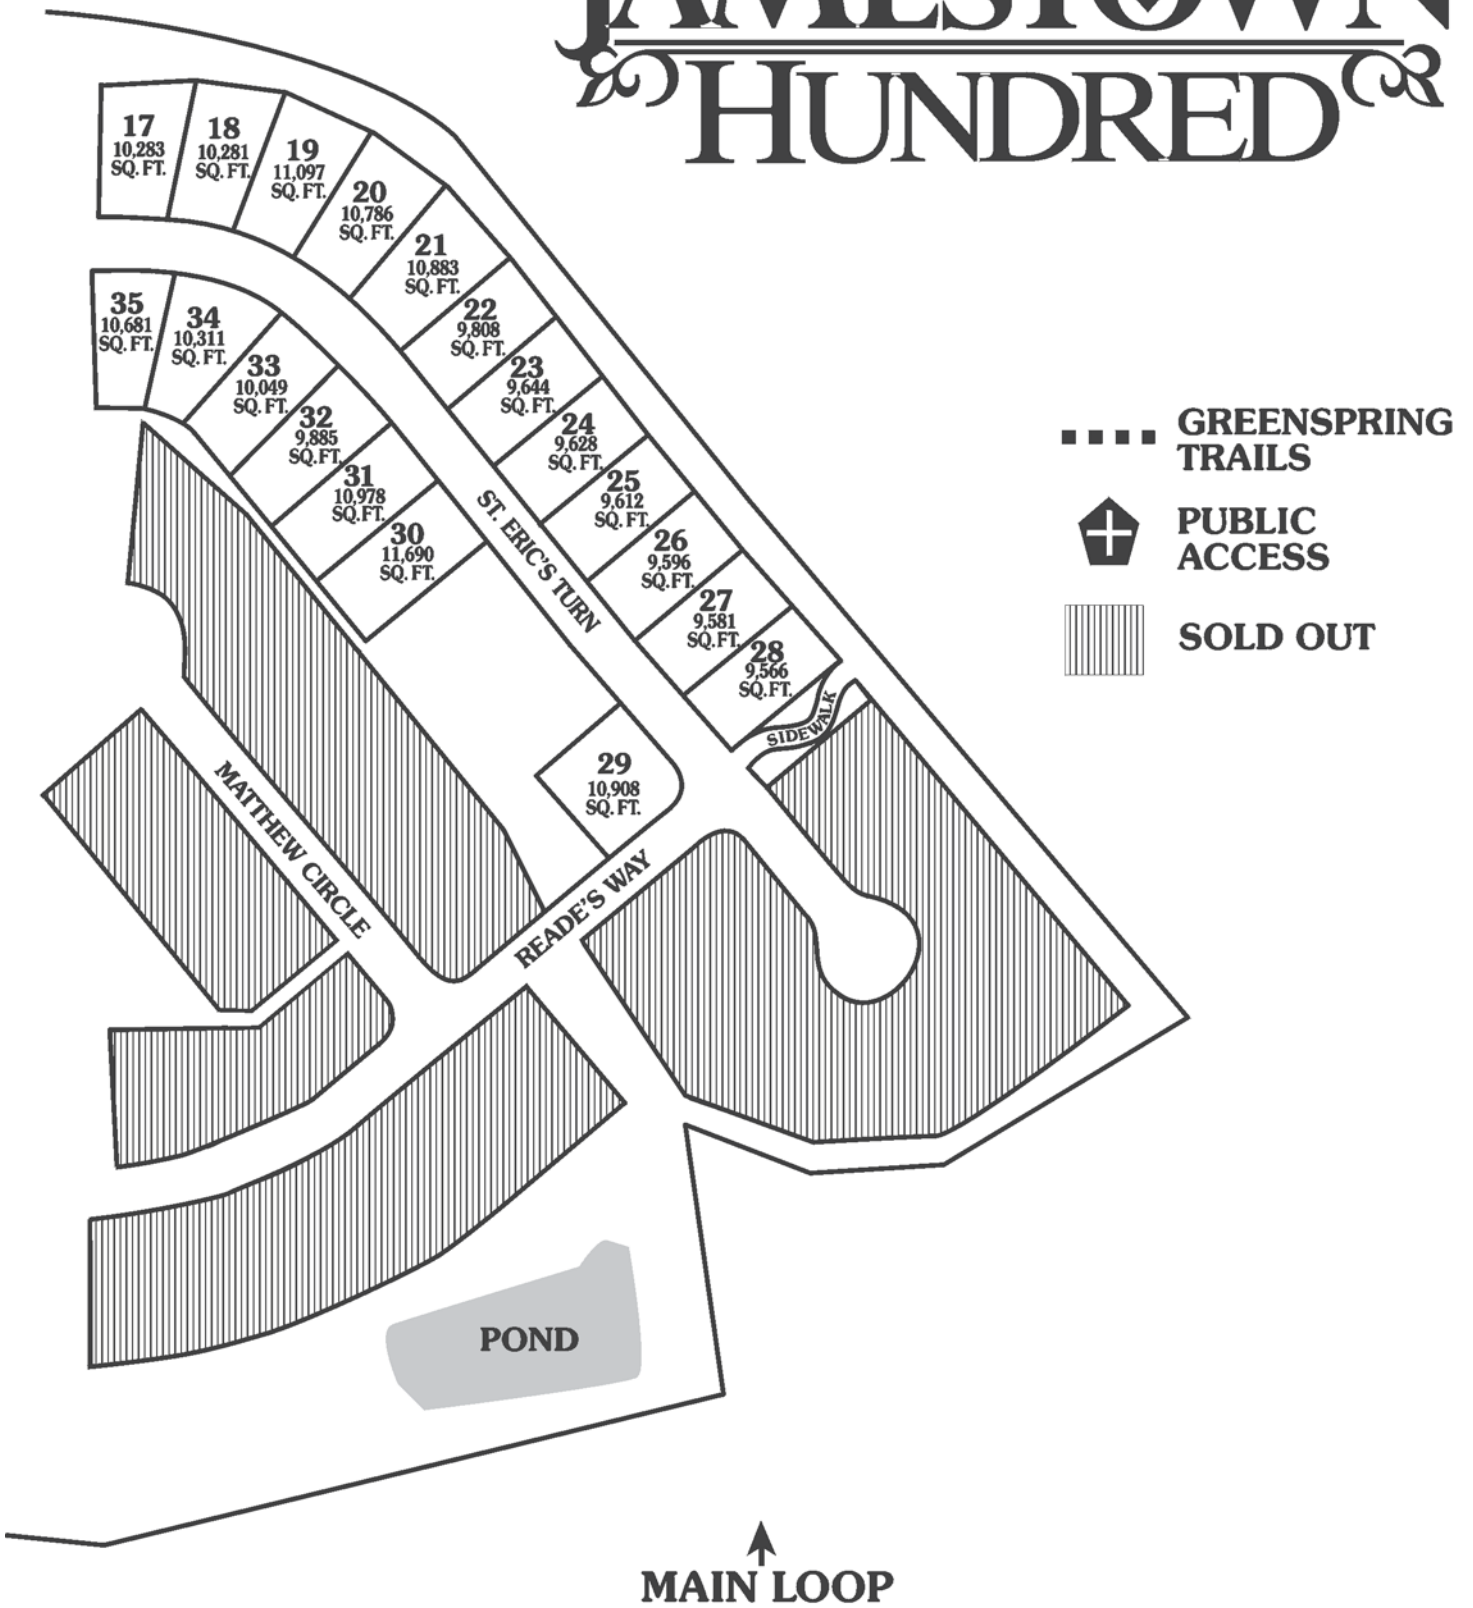 JAMESTOWN
HUNDRED
17
10,283
SQ. FT.
18
10,281
SQ. FT.
19
11,097
SQ. FT.
20
10,786
SQ. FT.
21
10,883
SQ. FT.
22
9,808
SQ. FT.
23
9,644
SQ. FT.
24
9,628
SQ. FT.
25
9,612
SQ. FT.
26
9,596
SQ. FT.
27
9,581
SQ. FT.
28
9,566
SQ. FT.
35
10,681
SQ. FT.
34
10,311
SQ. FT.
33
10,049
SQ. FT.
32
9,885
SQ. FT.
31
10,978
SQ. FT.
30
11,690
SQ. FT.
29
10,908
SQ. FT.
ST. ERIC'S TURN
SIDEWALK
MATTHEW CIRCLE
READE'S WAY
GREENSPRING
TRAILS
PUBLIC
ACCESS
SOLD OUT
POND
MAIN LOOP